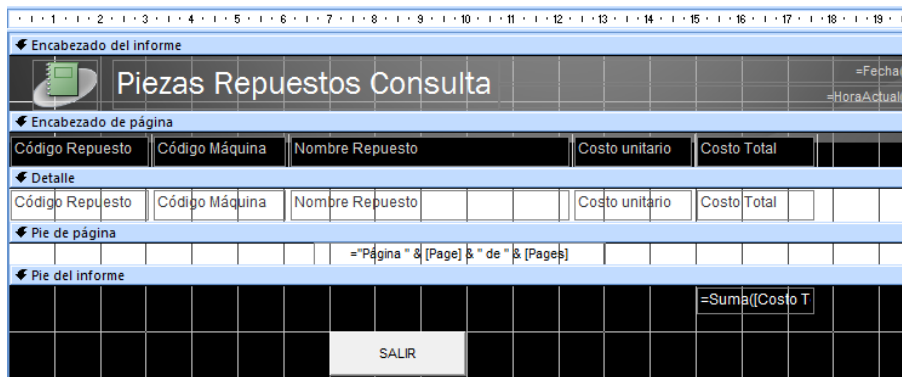 1 2 3 4 5 6 7 8 9 10 11 12 13 14 15 16 17 18 19
Encabezado del informe
Piezas Repuestos Consulta
=Fecha(
=HoraActual(
Encabezado de página
Código Repuesto Código Máquina Nombre Repuesto Costo unitario Costo Total
Detalle
Código Repuesto Código Máquina Nombre Repuesto Costo unitario Costo Total
Pie de página
="Página " & [Page] & " de " & [Pages]
Pie del informe
=Suma([Costo T
SALIR